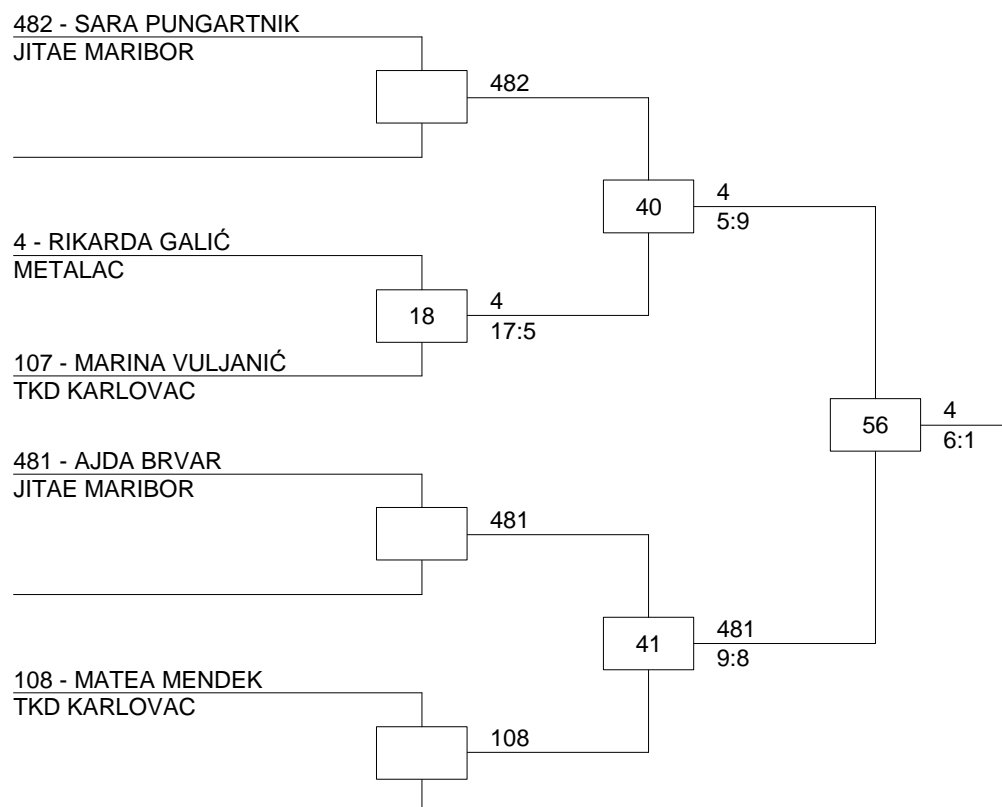 482 - SARA PUNGARTNIK
JITAE MARIBOR
482
40
4
5:9
4 - RIKARDA GALIĆ
METALAC
18
4
17:5
107 - MARINA VULJANIĆ
TKD KARLOVAC
56
4
6:1
481 - AJDA BRVAR
JITAE MARIBOR
481
41
481
9:8
108 - MATEA MENDEK
TKD KARLOVAC
108